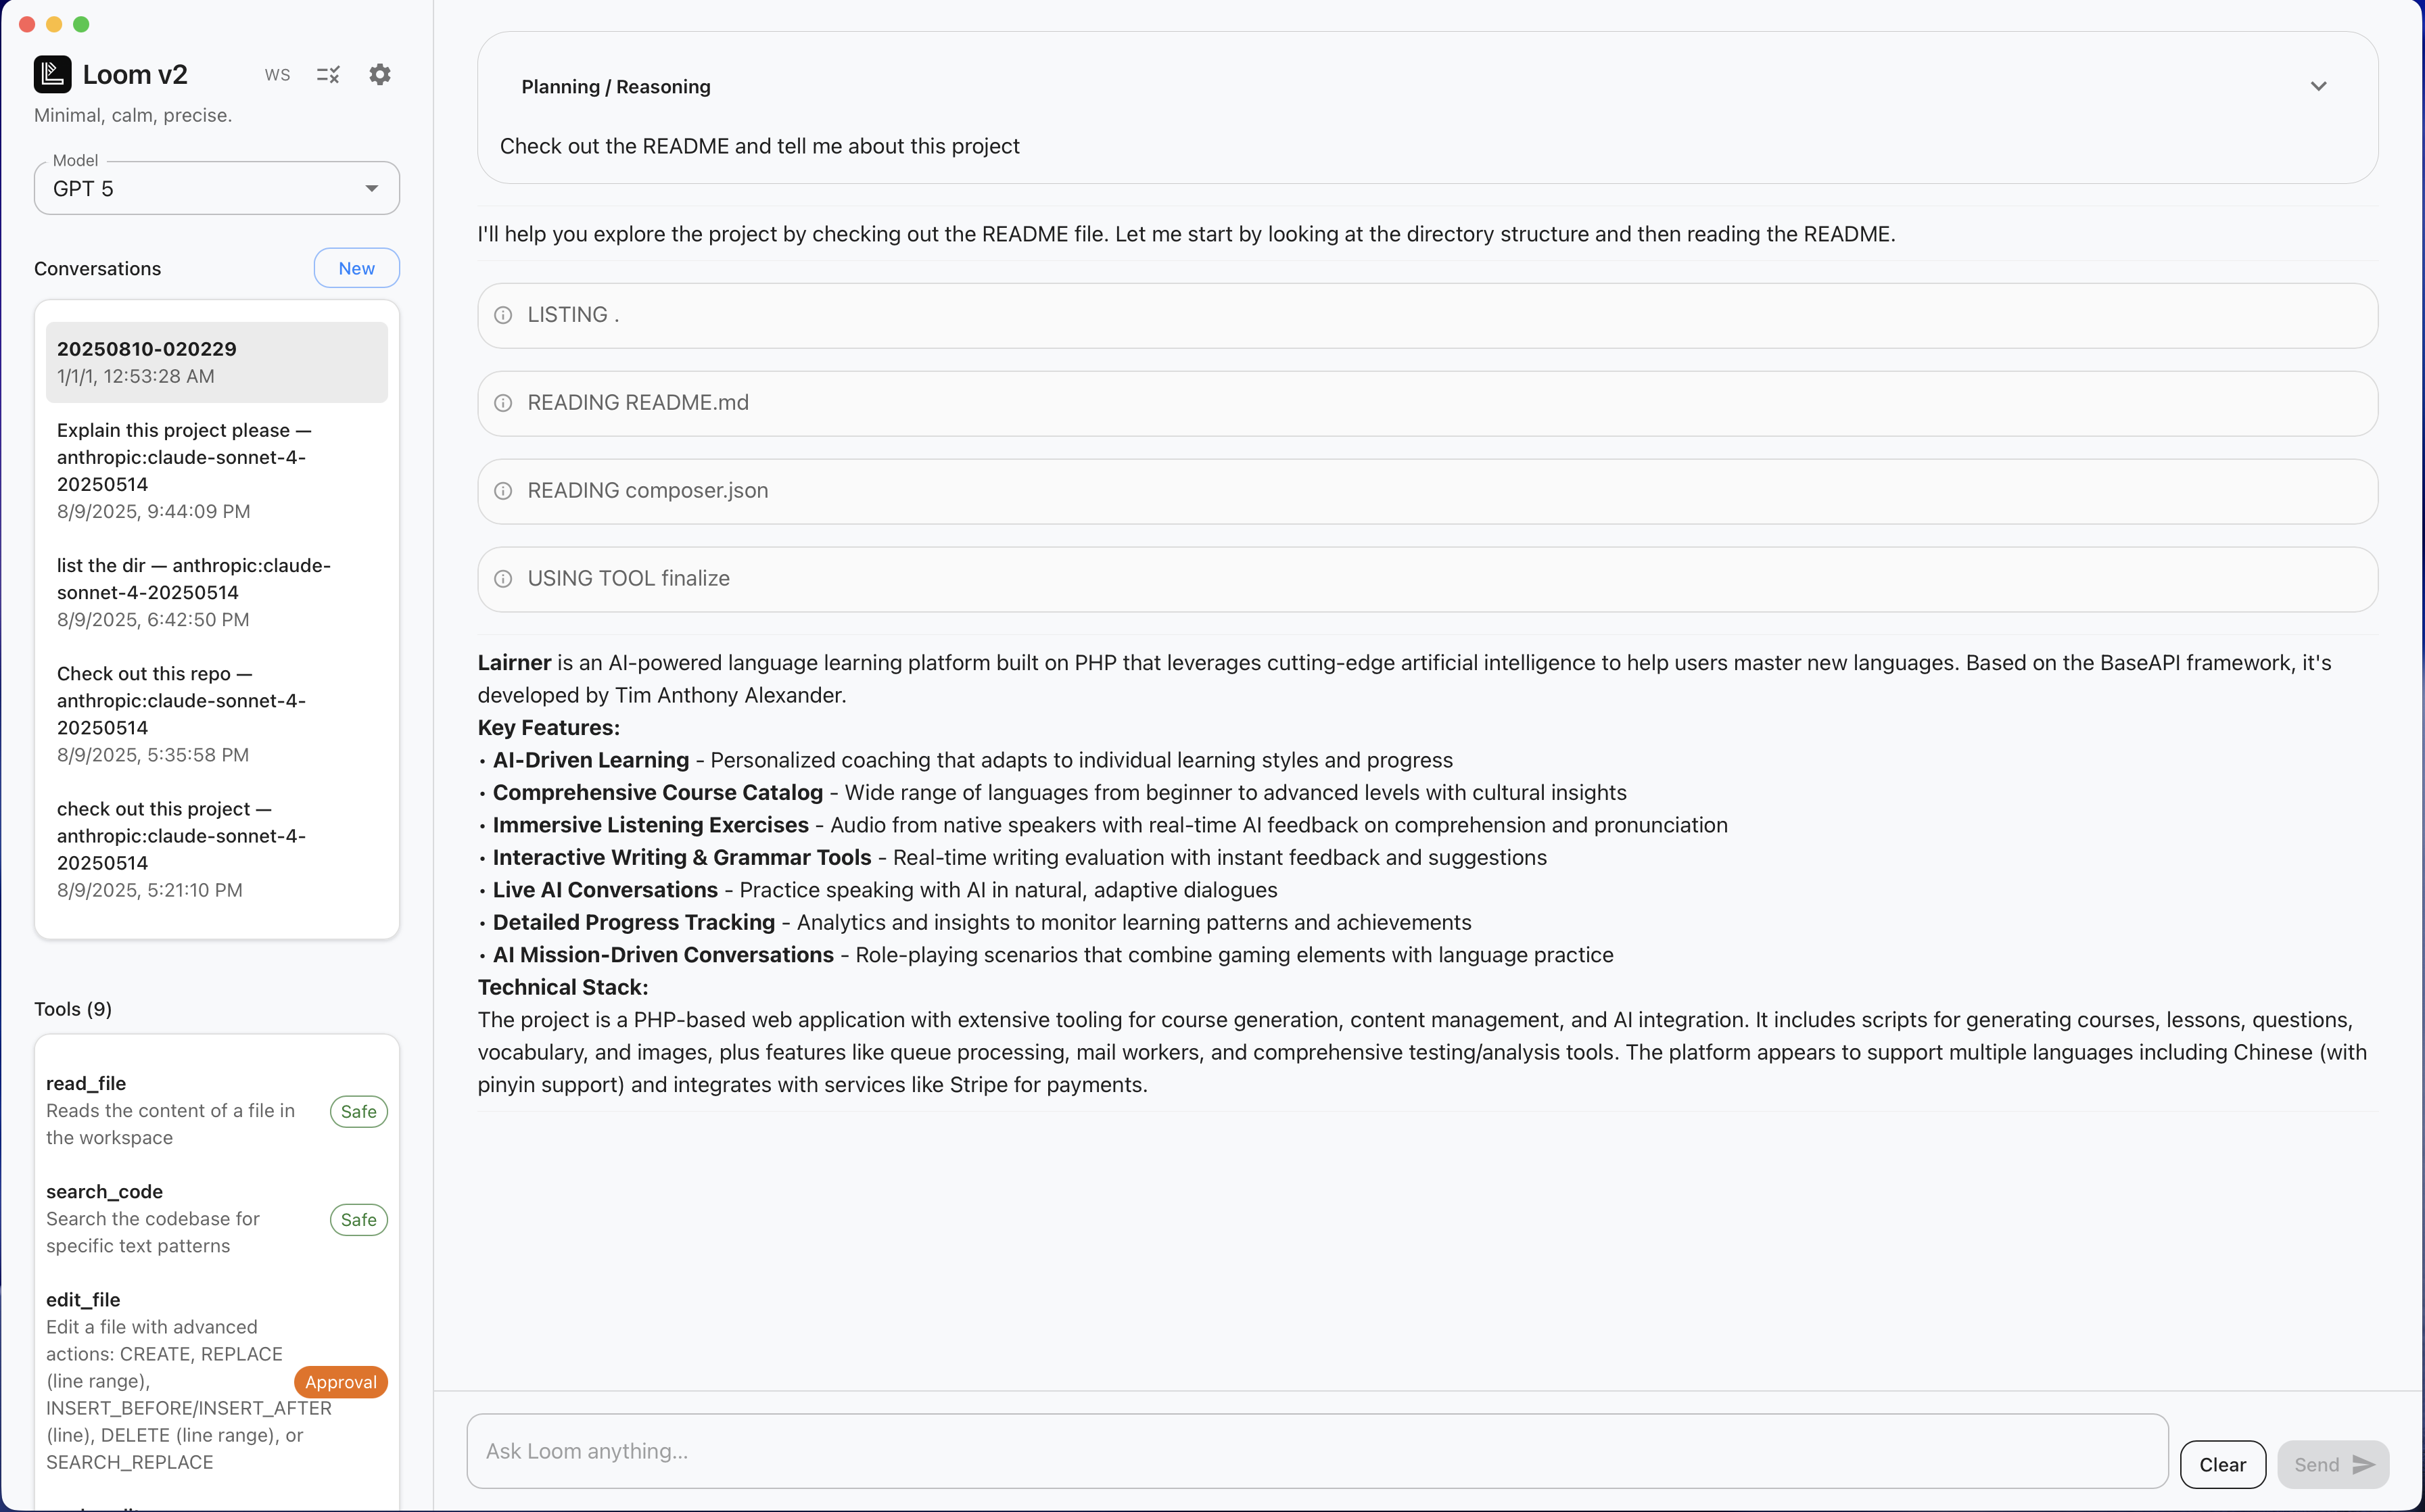 Loom v2
WS
Minimal, calm, precise.
Model
GPT 5
Conversations
New
20250810-020229
1/1/1, 12:53:28 AM
Explain this project please —
anthropic:claude-sonnet-4-
20250514
8/9/2025, 9:44:09 PM
list the dir — anthropic:claude-
sonnet-4-20250514
8/9/2025, 6:42:50 PM
Check out this repo —
anthropic:claude-sonnet-4-
20250514
8/9/2025, 5:35:58 PM
check out this project —
anthropic:claude-sonnet-4-
20250514
8/9/2025, 5:21:10 PM
Tools (9)
read_file
Reads the content of a file in
the workspace
Safe
search_code
Search the codebase for
specific text patterns
Safe
edit_file
Edit a file with advanced
actions: CREATE, REPLACE
(line range),
INSERT_BEFORE/INSERT_AFTER
(line), DELETE (line range), or
SEARCH_REPLACE
Approval
Planning / Reasoning
Check out the README and tell me about this project
I'll help you explore the project by checking out the README file. Let me start by looking at the directory structure and then reading the README.
LISTING .
READING README.md
READING composer.json
USING TOOL finalize
Lairner is an AI-powered language learning platform built on PHP that leverages cutting-edge artificial intelligence to help users master new languages. Based on the BaseAPI framework, it's
developed by Tim Anthony Alexander.
Key Features:
• AI-Driven Learning - Personalized coaching that adapts to individual learning styles and progress
• Comprehensive Course Catalog - Wide range of languages from beginner to advanced levels with cultural insights
• Immersive Listening Exercises - Audio from native speakers with real-time AI feedback on comprehension and pronunciation
• Interactive Writing & Grammar Tools - Real-time writing evaluation with instant feedback and suggestions
• Live AI Conversations - Practice speaking with AI in natural, adaptive dialogues
• Detailed Progress Tracking - Analytics and insights to monitor learning patterns and achievements
• AI Mission-Driven Conversations - Role-playing scenarios that combine gaming elements with language practice
Technical Stack:
The project is a PHP-based web application with extensive tooling for course generation, content management, and AI integration. It includes scripts for generating courses, lessons, questions,
vocabulary, and images, plus features like queue processing, mail workers, and comprehensive testing/analysis tools. The platform appears to support multiple languages including Chinese (with
pinyin support) and integrates with services like Stripe for payments.
Ask Loom anything...
Clear
Send